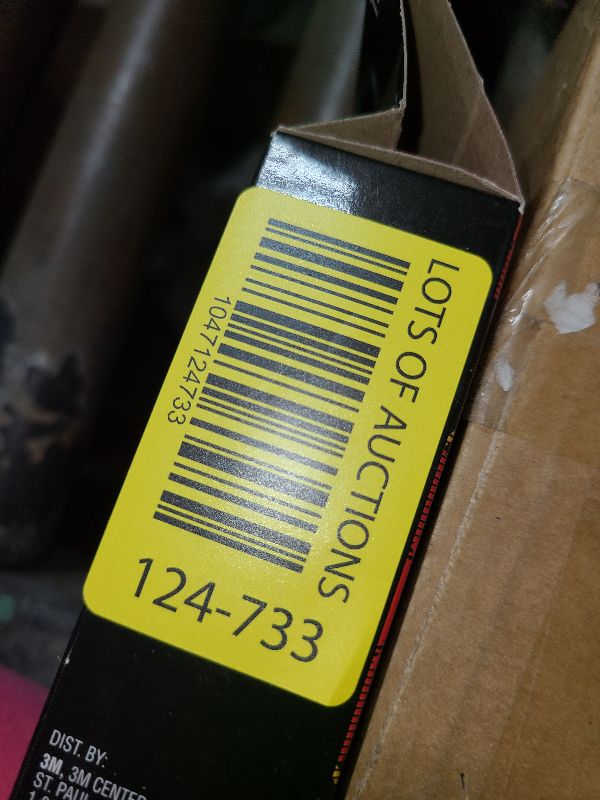 LOTS OF AUCTIONS
1047124733
124-733
DIST. BY:
3M, 3M CENTER
ST. PAUL